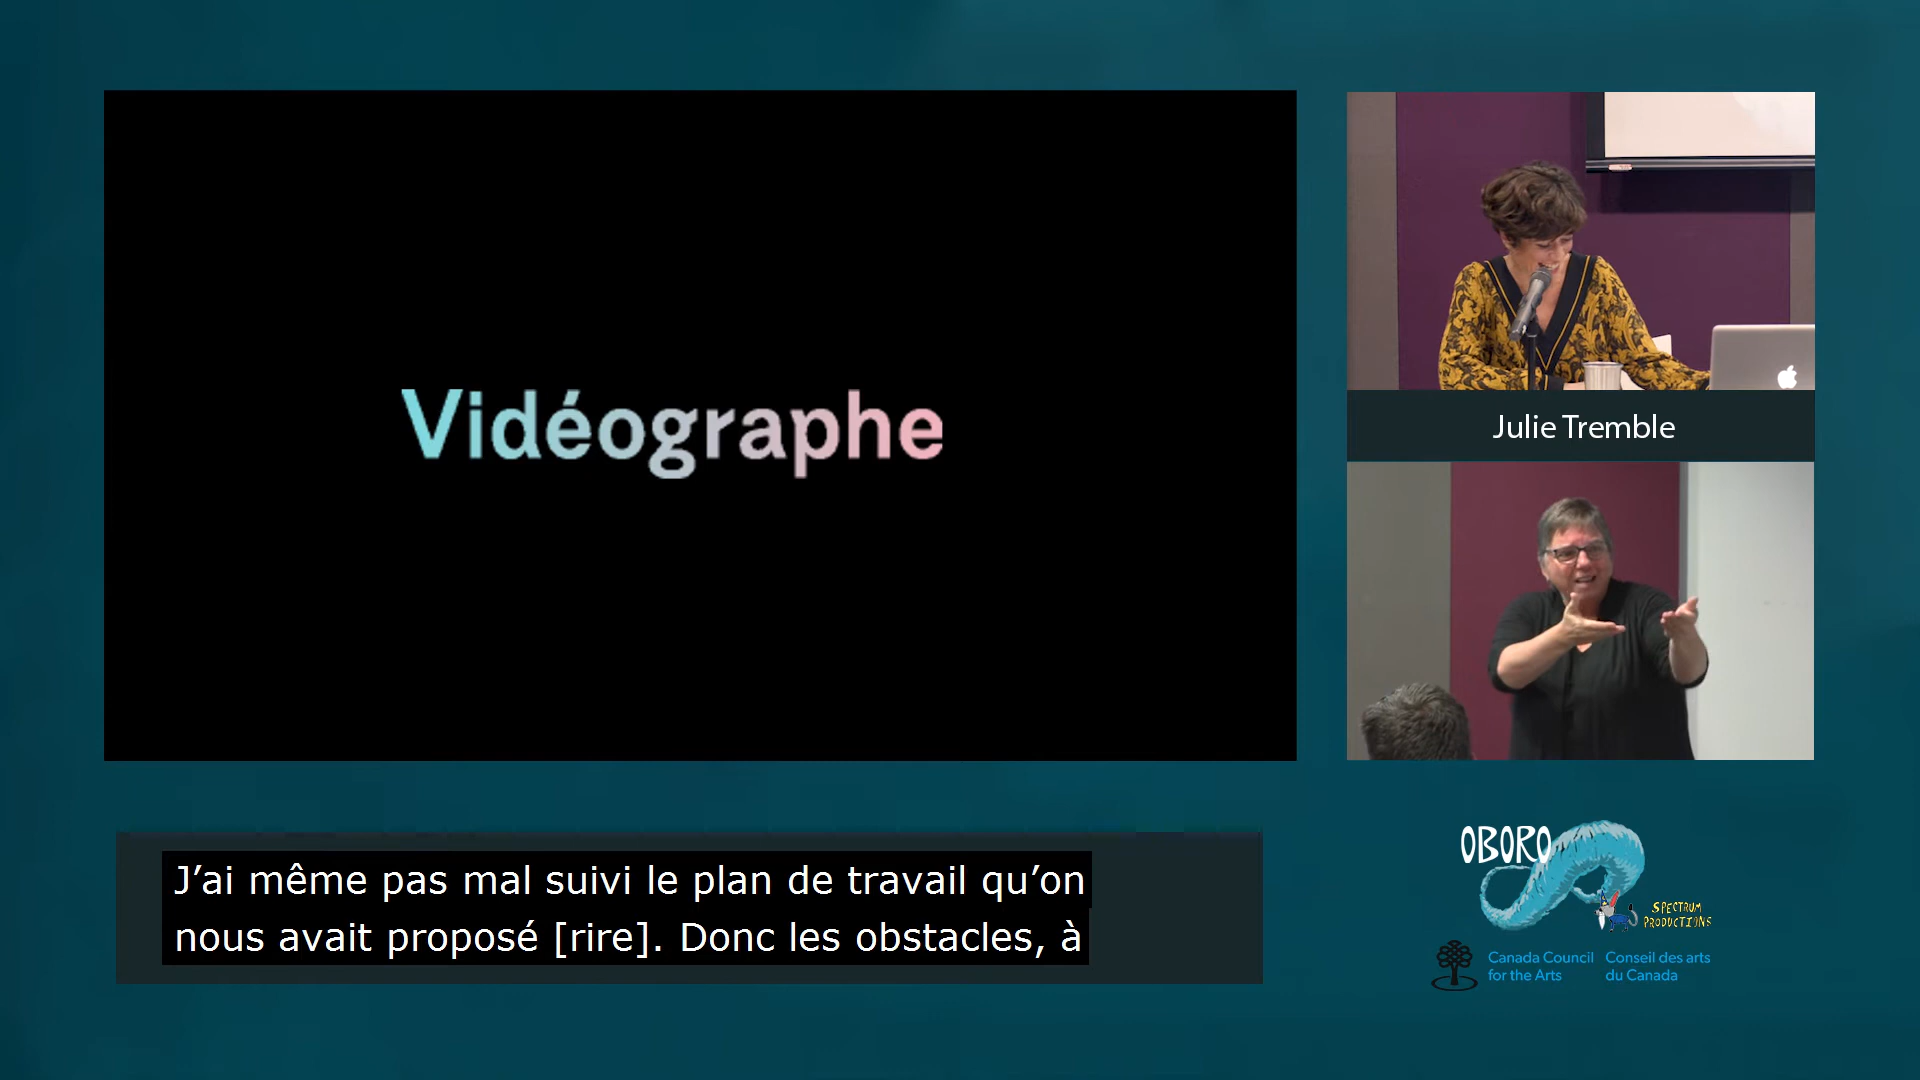 Vidéographe
Julie Tremble
J’ai même pas mal suivi le plan de travail qu’on
nous avait proposé [rire]. Donc les obstacles, à
OBORO
SPECTRUM
PRODUCTIONS
Canada Council
for the Arts
Conseil des arts
du Canada